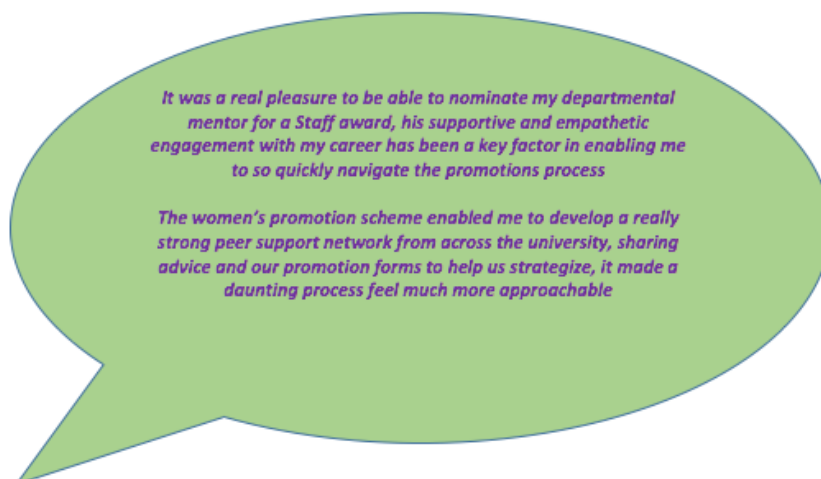 It was a real pleasure to be able to nominate my departmental
mentor for a Staff award, his supportive and empathetic
engagement with my career has been a key factor in enabling me
to so quickly navigate the promotions process
The women's promotion scheme enabled me to develop a really
strong peer support network from across the university, sharing
advice and our promotion forms to help us strategize, it made a
daunting process feel much more approachable